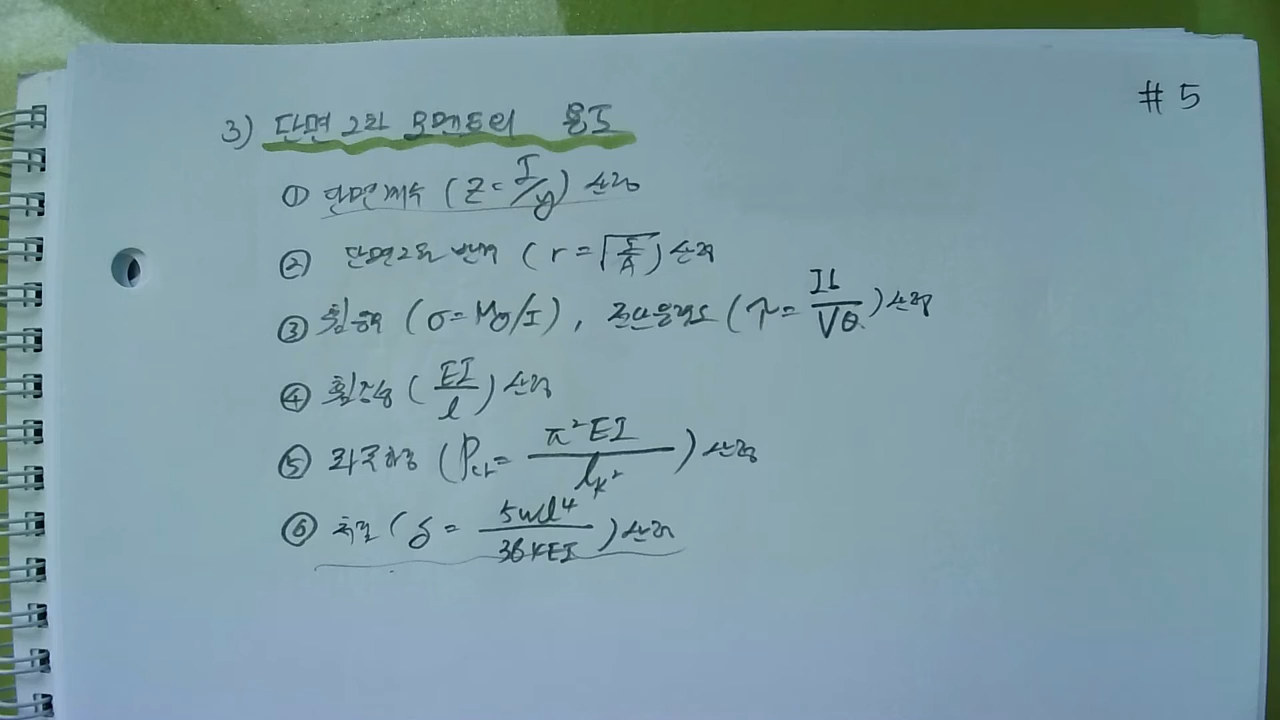 #5
3) 단면 2차 모멘트의 용도
① 단면계수 (Z=I/y) 산정
② 단면2차 반경 (r=√(I/A)) 산정
③ 휨응력 (σ=My/I), 전단응력도 (τ=Ib/VQ) 산정
④ 휨강성 (EI/l) 산정
⑤ 좌굴하중 (Pcr=π²EI/lk²) 산정
⑥ 처짐 (δ=5wl⁴/384EI) 산정